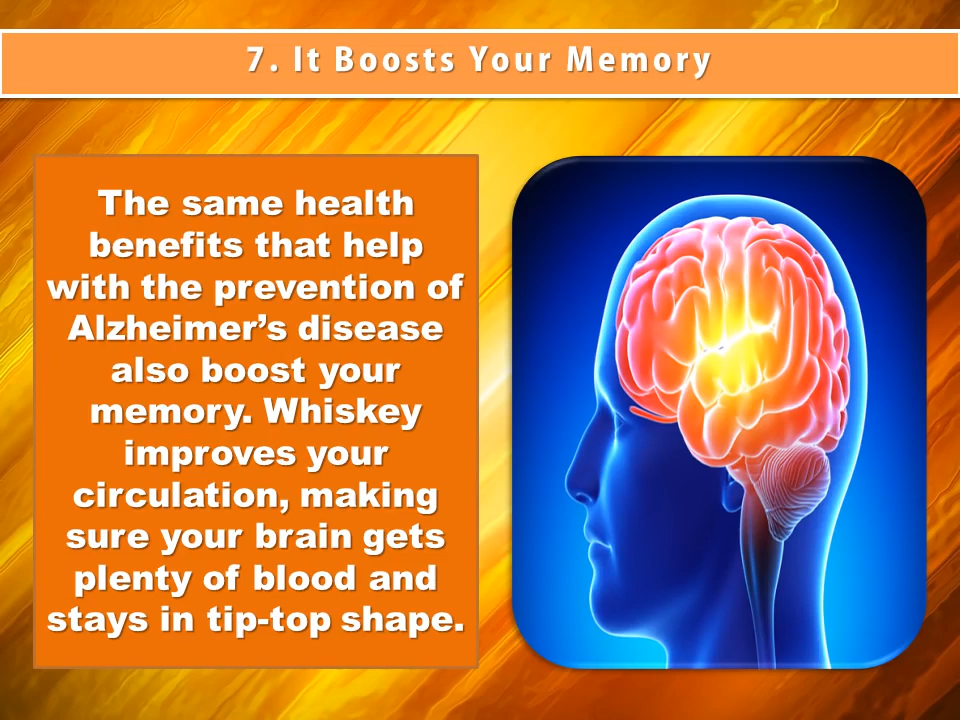 7. It Boosts Your Memory
The same health
benefits that help
with the prevention of
Alzheimer’s disease
also boost your
memory. Whiskey
improves your
circulation, making
sure your brain gets
plenty of blood and
stays in tip-top shape.